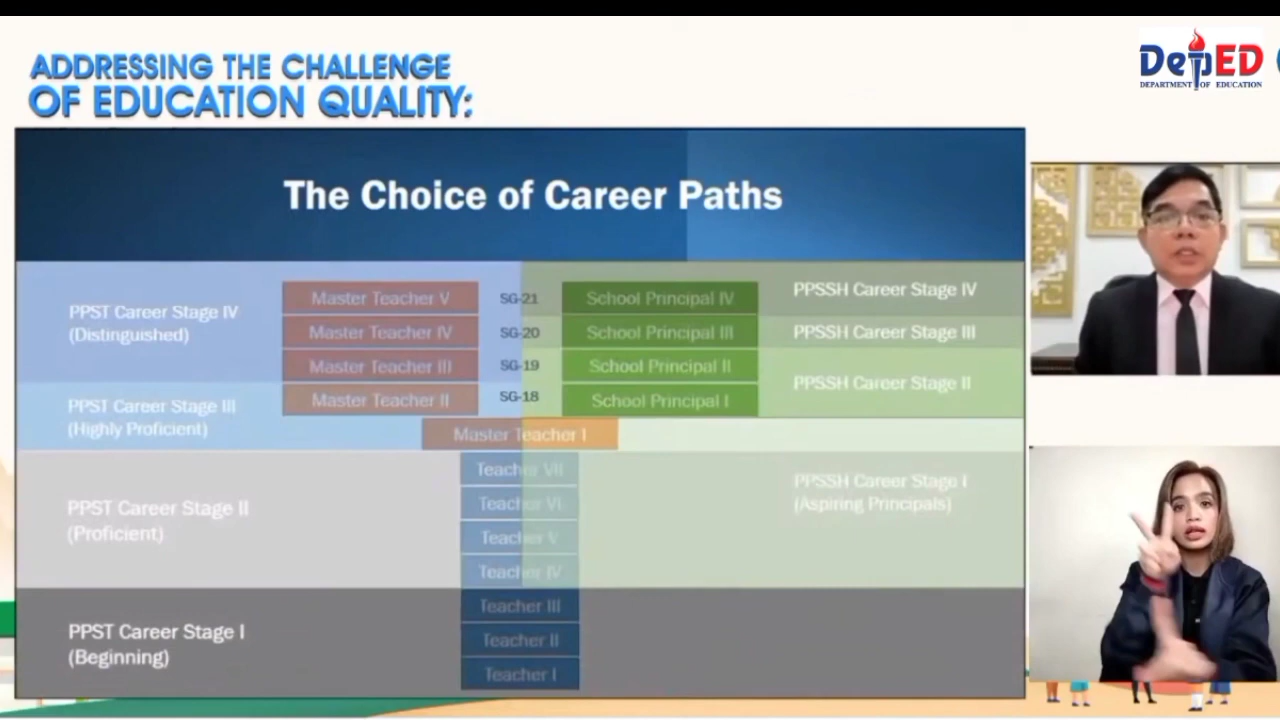 ADDRESSING THE CHALLENGE
OF EDUCATION QUALITY:
DepED
DEPARTMENT OF EDUCATION
The Choice of Career Paths
PPST Career Stage IV
(Distinguished)
PPST Career Stage III
(Highly Proficient)
PPST Career Stage II
(Proficient)
PPST Career Stage I
(Beginning)
Master Teacher V
Master Teacher IV
Master Teacher III
Master Teacher II
SG-21
SG-20
SG-19
SG-18
School Principal IV
School Principal III
School Principal II
School Principal I
Master Teacher I
Teacher VII
Teacher VI
Teacher V
Teacher IV
Teacher III
Teacher II
Teacher I
PPSSH Career Stage IV
PPSSH Career Stage III
PPSSH Career Stage II
PPSSH Career Stage I
(Aspiring Principals)